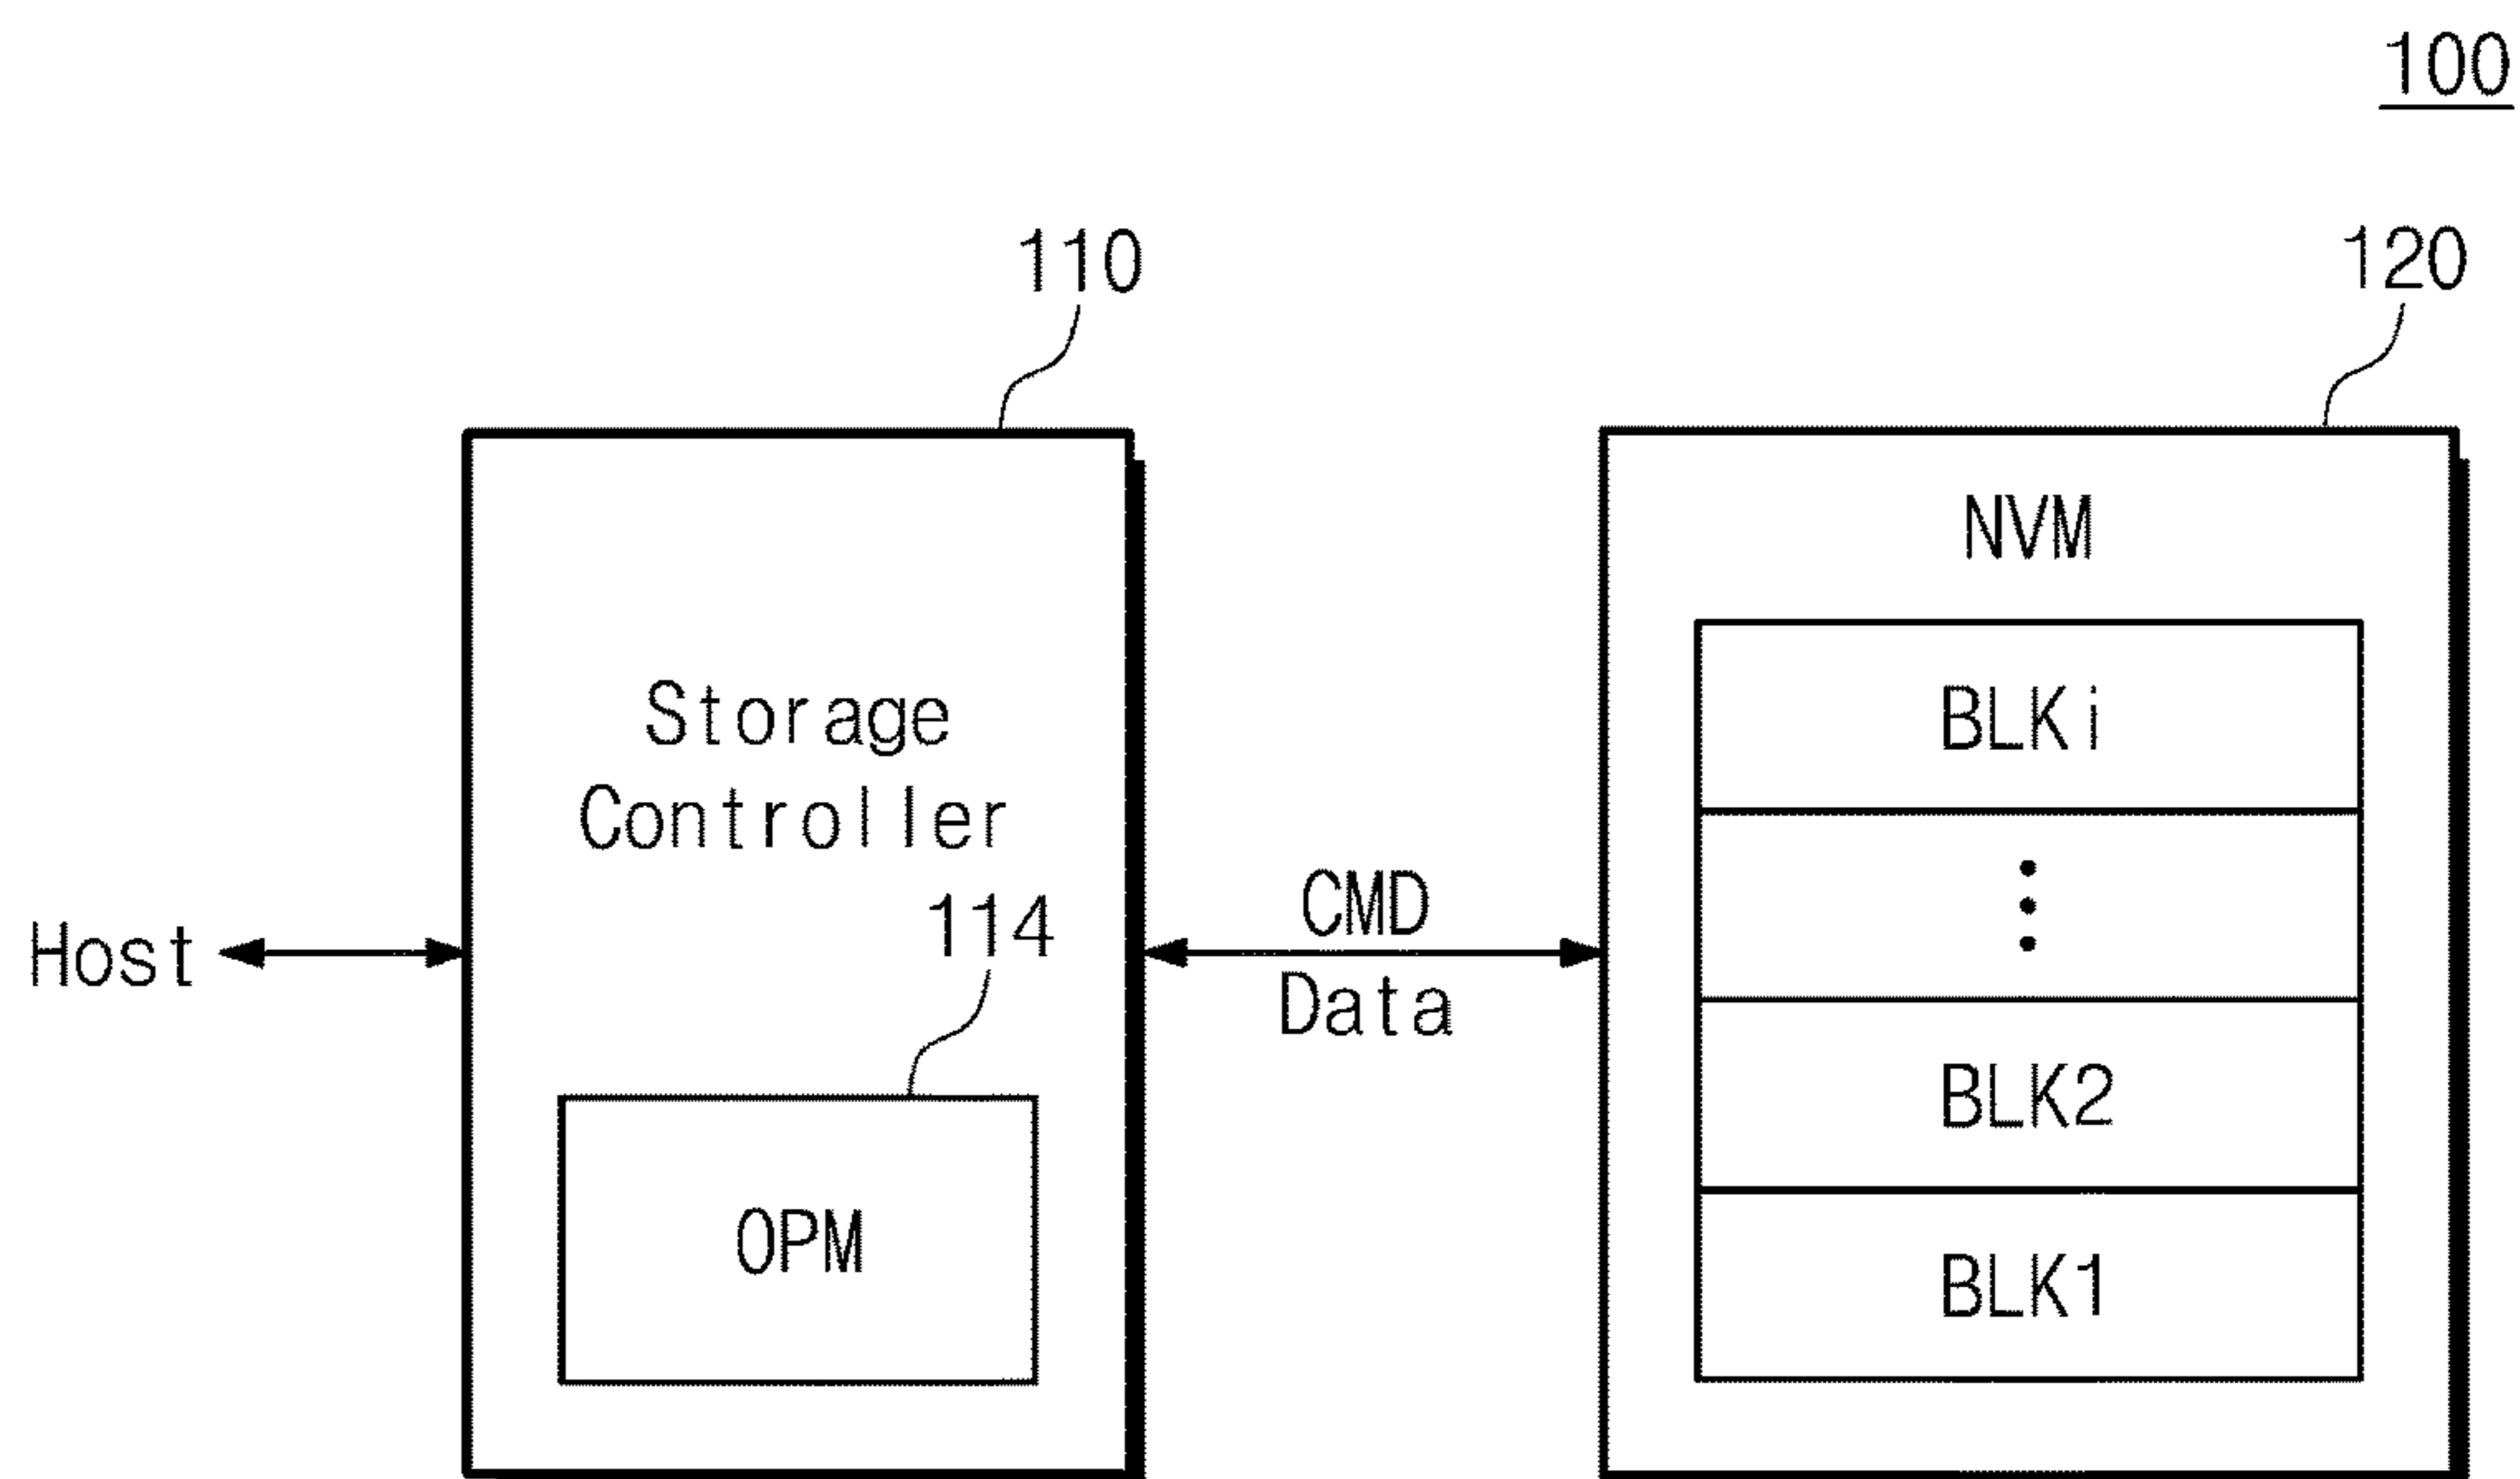 100
110
120
NVM
Storage
Controller
BLKi
114
CMD
Host
Data
BLK2
OPM
BLK1